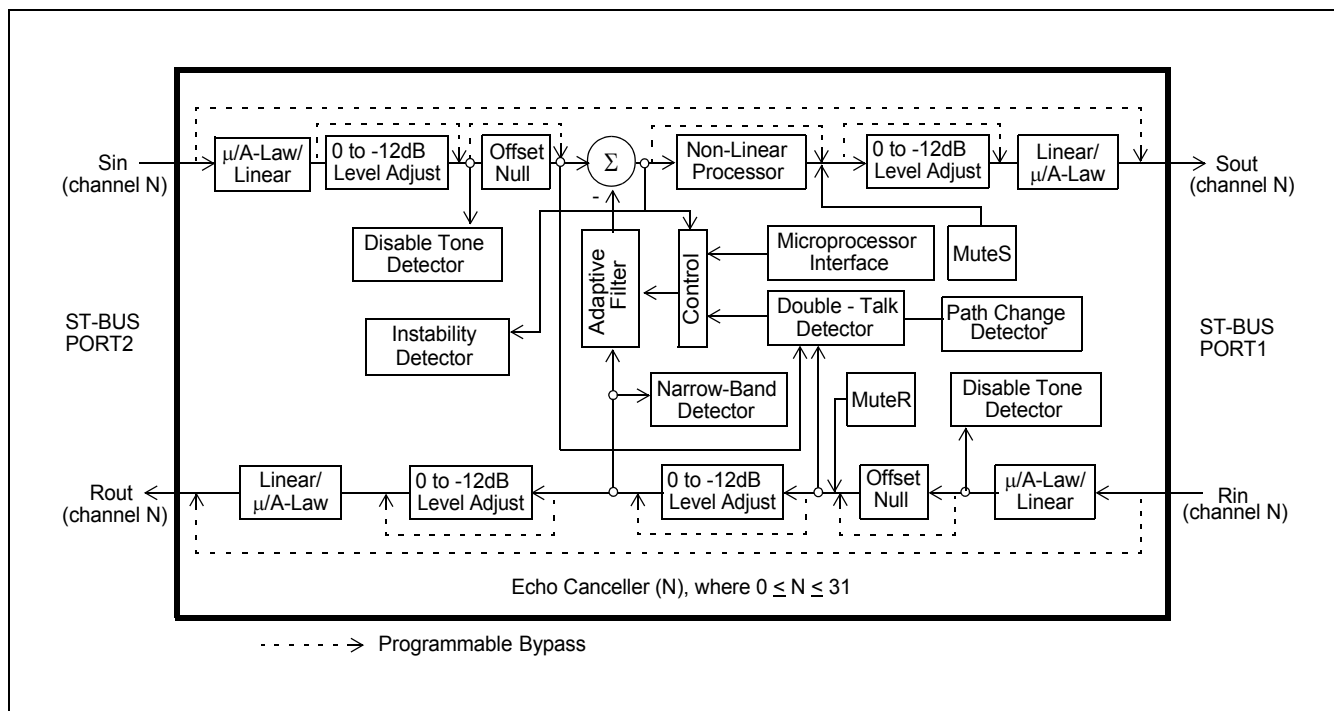 Sin
(channel N)
μ/A-Law/
Linear
0 to -12dB
Level Adjust
Offset
Null
Σ
-
Non-Linear
Processor
0 to -12dB
Level Adjust
Linear/
μ/A-Law
Sout
(channel N)
Disable Tone
Detector
Adaptive
Filter
Control
Microprocessor
Interface
MuteS
ST-BUS
PORT2
Instability
Detector
Double - Talk
Detector
Path Change
Detector
ST-BUS
PORT1
Narrow-Band
Detector
MuteR
Disable Tone
Detector
Rout
(channel N)
Linear/
μ/A-Law
0 to -12dB
Level Adjust
0 to -12dB
Level Adjust
Offset
Null
μ/A-Law/
Linear
Rin
(channel N)
Echo Canceller (N), where 0 ≤ N ≤ 31
Programmable Bypass